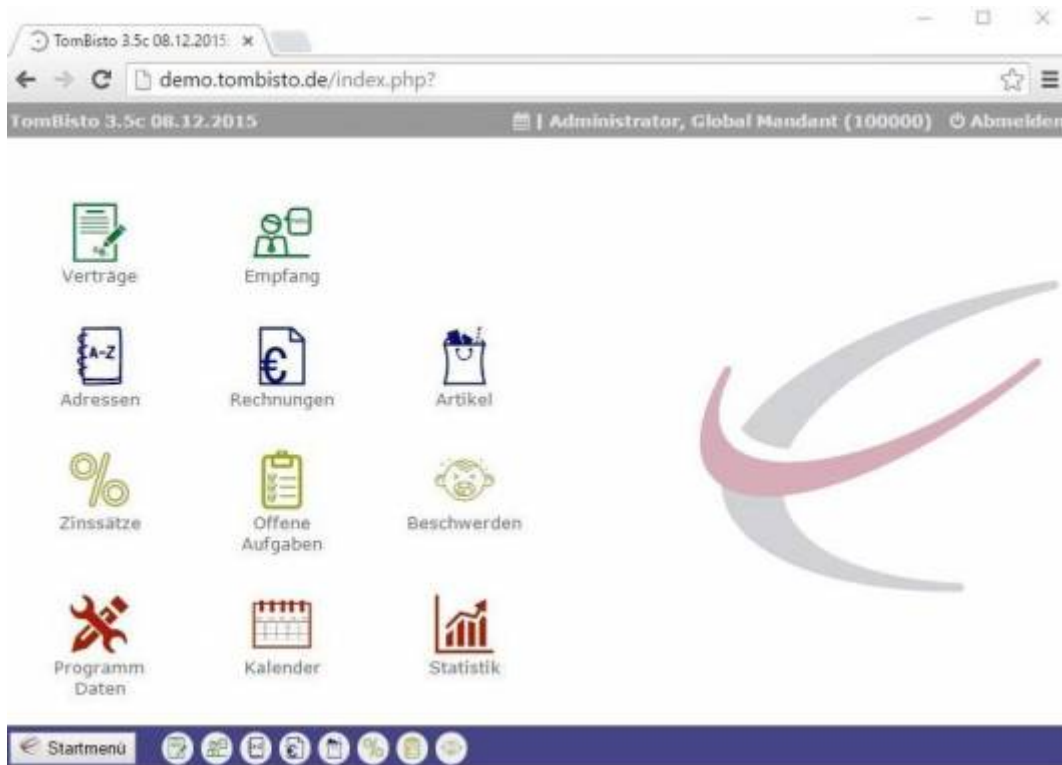 TomBisto 3.5c 08.12.2015
demo.tombisto.de/index.php?
TomBisto 3.5c 08.12.2015 | Administrator, Global Mandant (100000) Abmelden
Verträge Empfang
A-Z
Adressen Rechnungen Artikel
Zinssätze Offene Aufgaben Beschwerden
Programm Daten Kalender Statistik
Startmenü